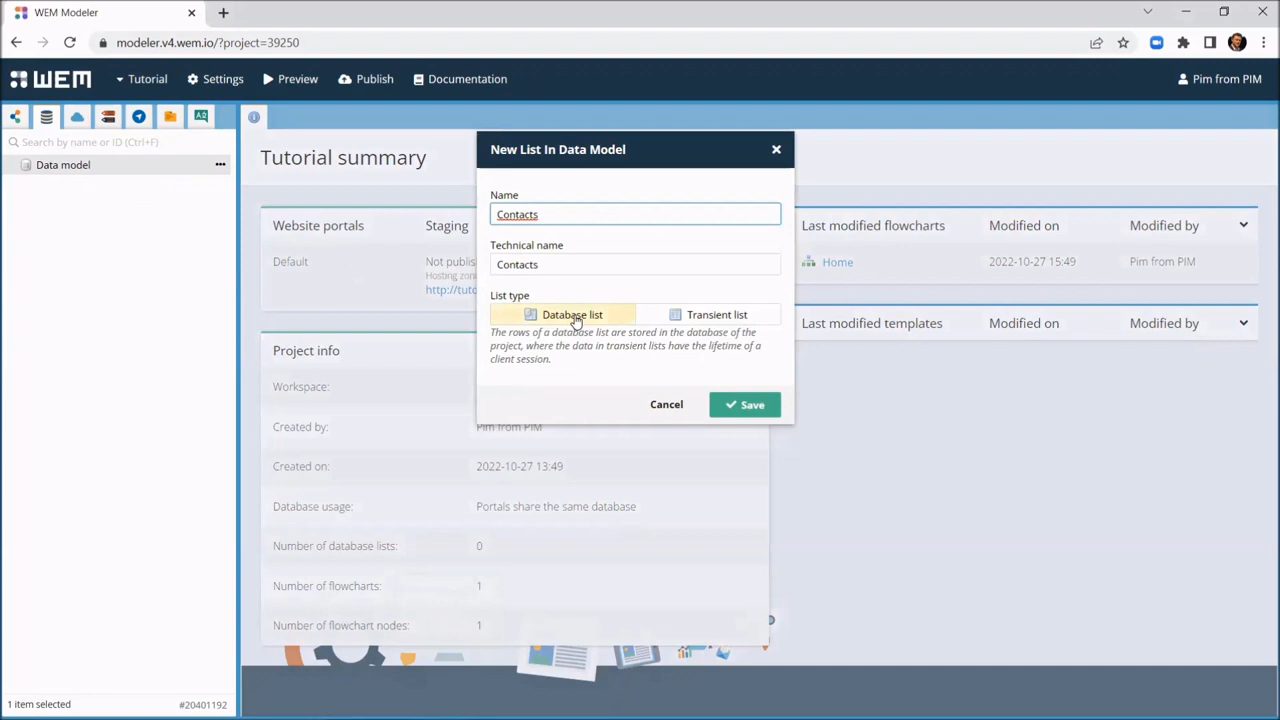 WEM Modeler
modeler.v4.wem.io/?project=39250
WEM
Tutorial
Settings
Preview
Publish
Documentation
Pim from PIM
Search by name or ID (Ctrl+F)
Data model
Tutorial summary
Website portals
Staging
Default
Not publis
Hosting zon
http://tuto
Project info
Workspace:
Created by:
Pim from PIM
Created on:
2022-10-27 13:49
Database usage:
Portals share the same database
Number of database lists:
0
Number of flowcharts:
1
Number of flowchart nodes:
1
New List In Data Model
Name
Contacts
Technical name
Contacts
List type
Database list
Transient list
The rows of a database list are stored in the database of the
project, where the data in transient lists have the lifetime of a
client session.
Cancel
Save
Last modified flowcharts
Modified on
Modified by
Home
2022-10-27 15:49
Pim from PIM
Last modified templates
Modified on
Modified by
1 item selected
#20401192